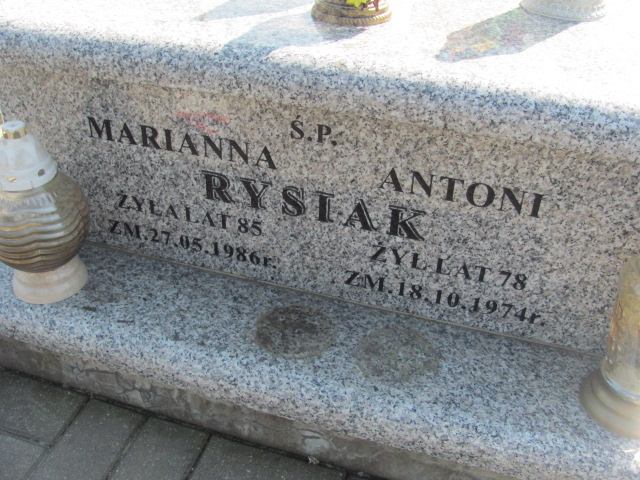 Ś.P.
MARIANNA ANTONI
RYSIAK
ŻYŁA LAT 85 ŻYŁ LAT 78
ZM.27.05.1986r. ZM.18.10.1974r.